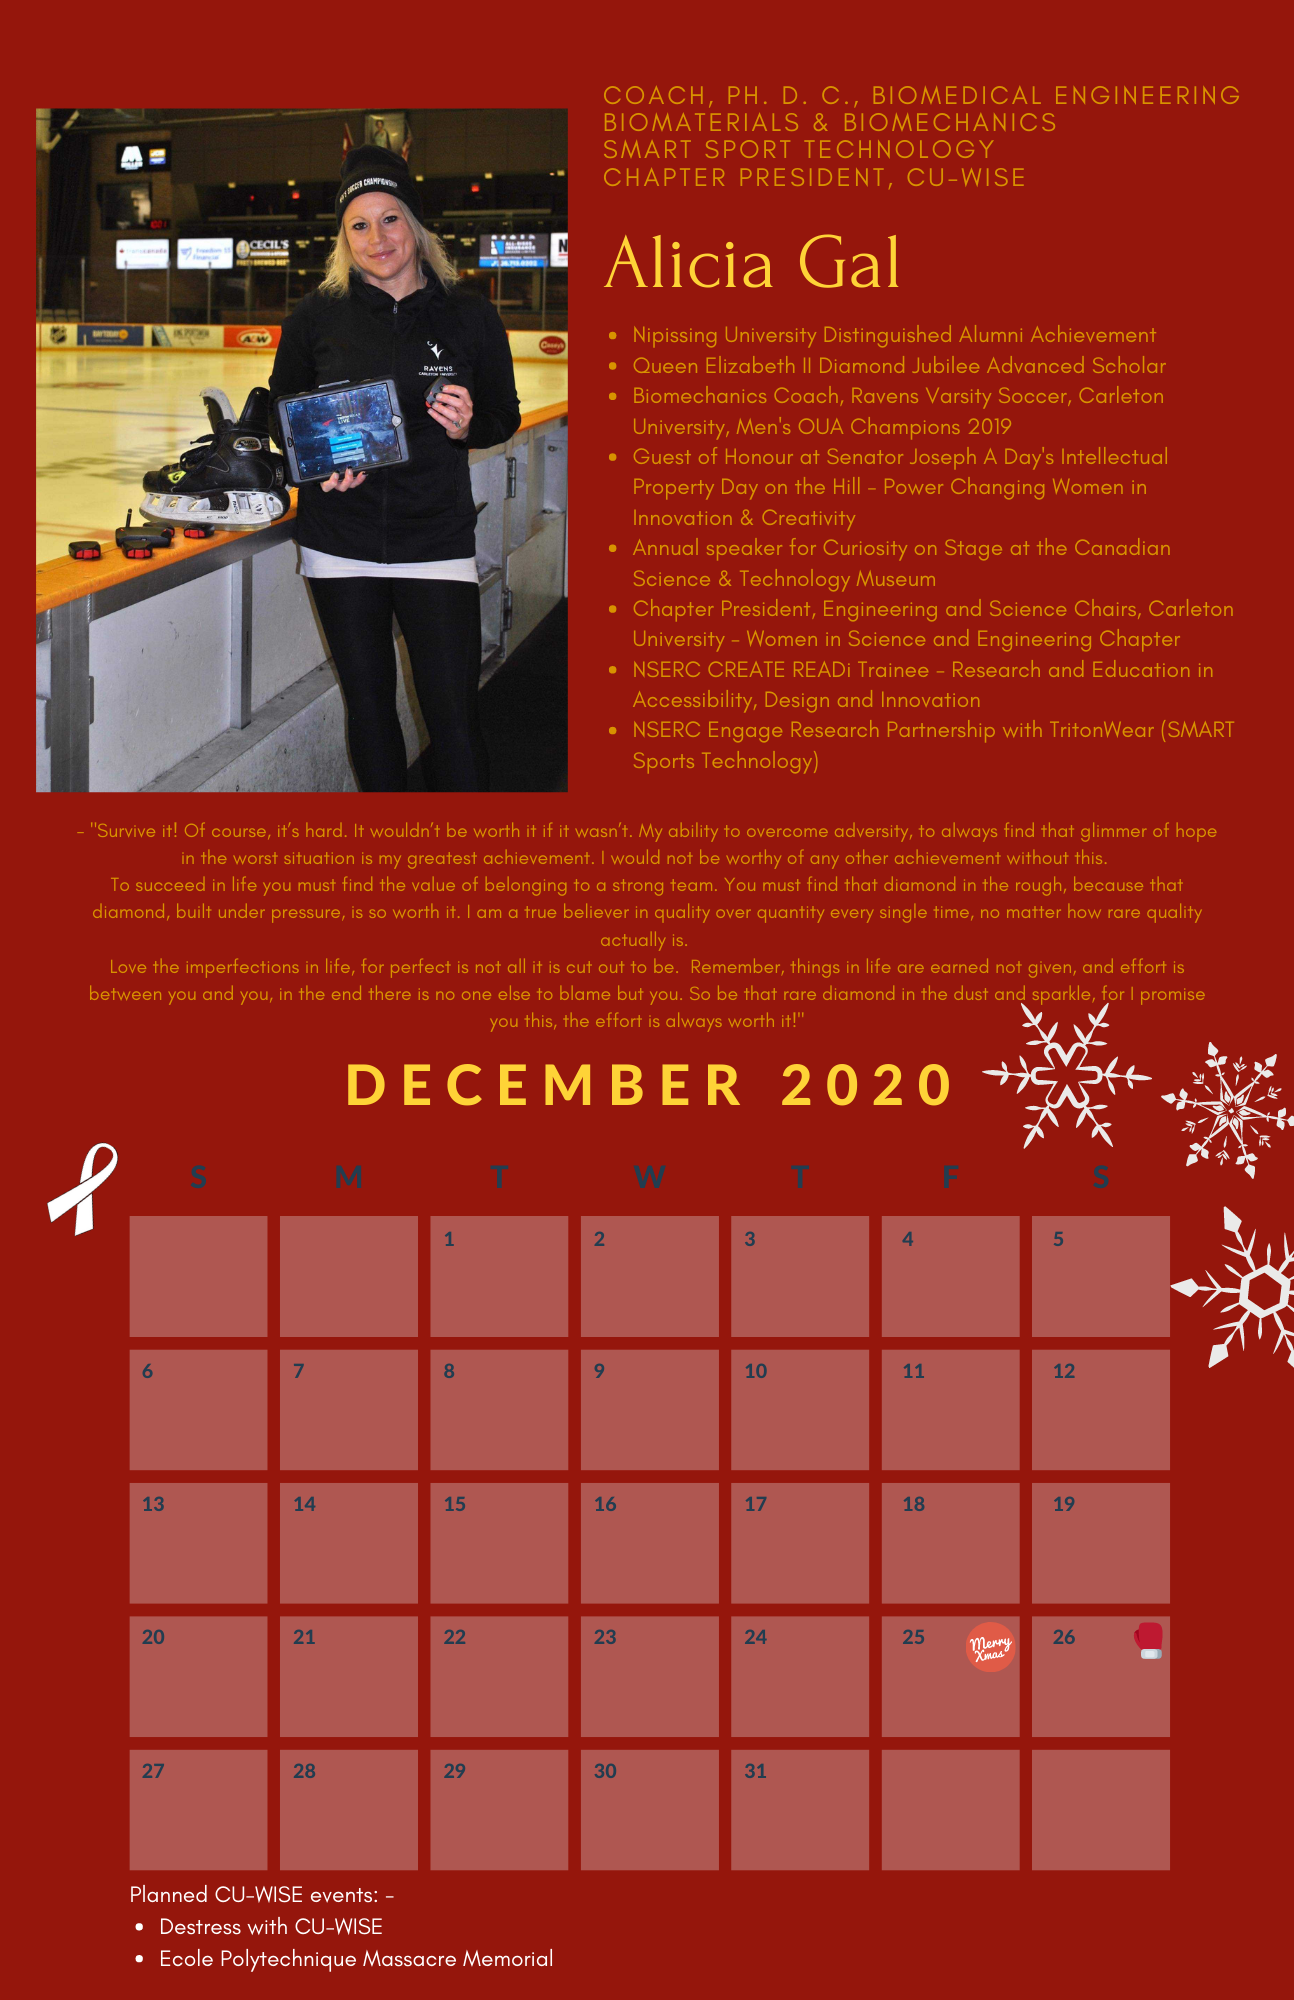 COACH, PH. D. C., BIOMEDICAL ENGINEERING
BIOMATERIALS & BIOMECHANICS
SMART SPORT TECHNOLOGY
CHAPTER PRESIDENT, CU-WISE
Alicia Gal
• Nipissing University Distinguished Alumni Achievement
• Queen Elizabeth II Diamond Jubilee Advanced Scholar
• Biomechanics Coach, Ravens Varsity Soccer, Carleton
University, Men's OUA Champions 2019
• Guest of Honour at Senator Joseph A Day's Intellectual
Property Day on the Hill - Power Changing Women in
Innovation & Creativity
• Annual speaker for Curiosity on Stage at the Canadian
Science & Technology Museum
• Chapter President, Engineering and Science Chairs, Carleton
University - Women in Science and Engineering Chapter
• NSERC CREATE READi Trainee - Research and Education in
Accessibility, Design and Innovation
• NSERC Engage Research Partnership with TritonWear (SMART
Sports Technology)
SOCCER CHAMPIONSHIP
CECIL'S
A&W
RAVENS
CARLETON UNIVERSITY
LIVE
- "Survive it! Of course, it's hard. It wouldn't be worth it if it wasn't. My ability to overcome adversity, to always find that glimmer of hope
in the worst situation is my greatest achievement. I would not be worthy of any other achievement without this.
To succeed in life you must find the value of belonging to a strong team. You must find that diamond in the rough, because that
diamond, built under pressure, is so worth it. I am a true believer in quality over quantity every single time, no matter how rare quality
actually is.
Love the imperfections in life, for perfect is not all it is cut out to be. Remember, things in life are earned not given, and effort is
between you and you, in the end there is no one else to blame but you. So be that rare diamond in the dust and sparkle, for I promise
you this, the effort is always worth it!"
DECEMBER 2020
S M T W T F S
1 2 3 4 5
6 7 8 9 10 11 12
13 14 15 16 17 18 19
20 21 22 23 24 25 Merry Xmas 26
27 28 29 30 31
Planned CU-WISE events: -
• Destress with CU-WISE
• Ecole Polytechnique Massacre Memorial